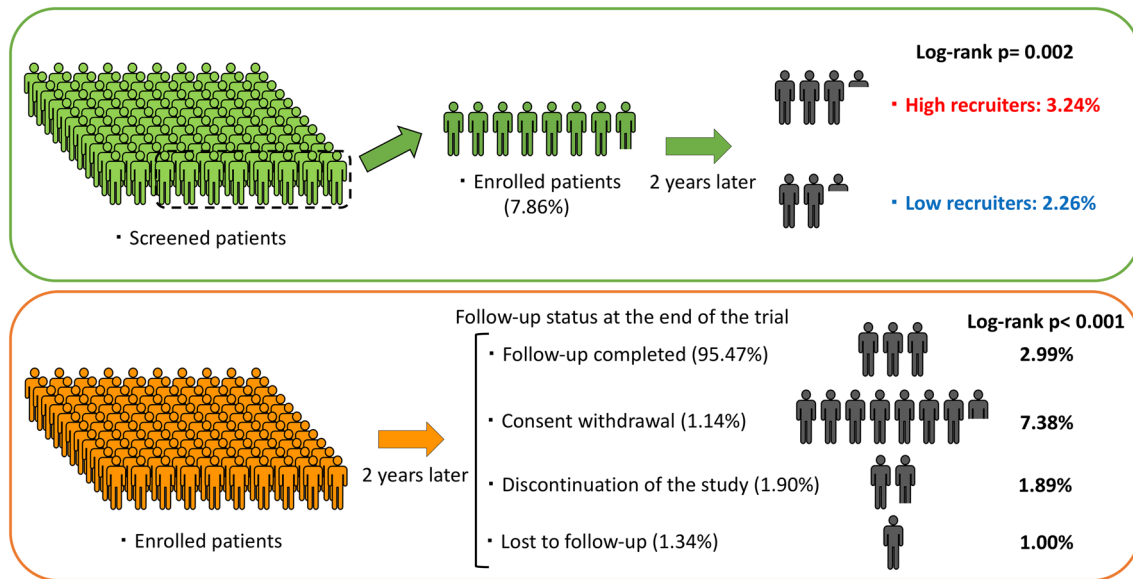 Log-rank p= 0.002
・High recruiters: 3.24%
・Enrolled patients
(7.86%)
2 years later
・Low recruiters: 2.26%
・Screened patients
Follow-up status at the end of the trial
Log-rank p< 0.001
・Follow-up completed (95.47%)
2.99%
・Consent withdrawal (1.14%)
7.38%
2 years later
・Discontinuation of the study (1.90%)
1.89%
・Enrolled patients
・Lost to follow-up (1.34%)
1.00%